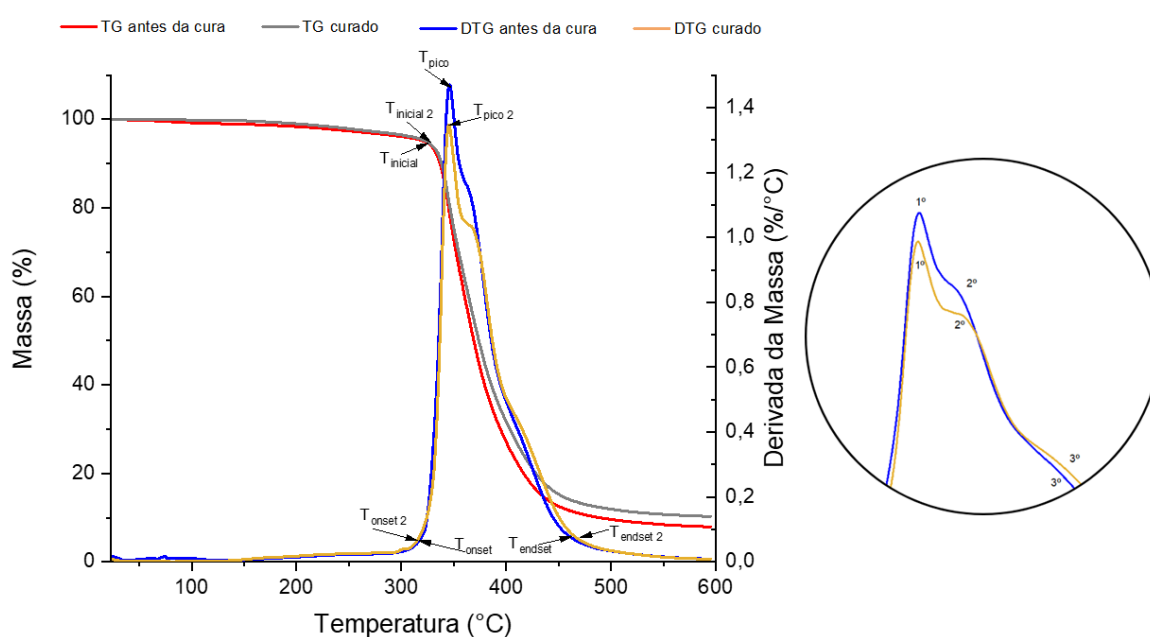 TG antes da cura TG curado DTG antes da cura DTG curado
Tpico
Tinicial 2
Tpico 2
Tinicial
Tonset 2
Tonset
Tendset
Tendset 2
Massa (%)
100
80
60
40
20
0
100 200 300 400 500 600
Temperatura (°C)
1,4
1,2
1,0
0,8
0,6
0,4
0,2
0,0
Derivada da Massa (%/°C)
1º
1º
2º
2º
3º
3º